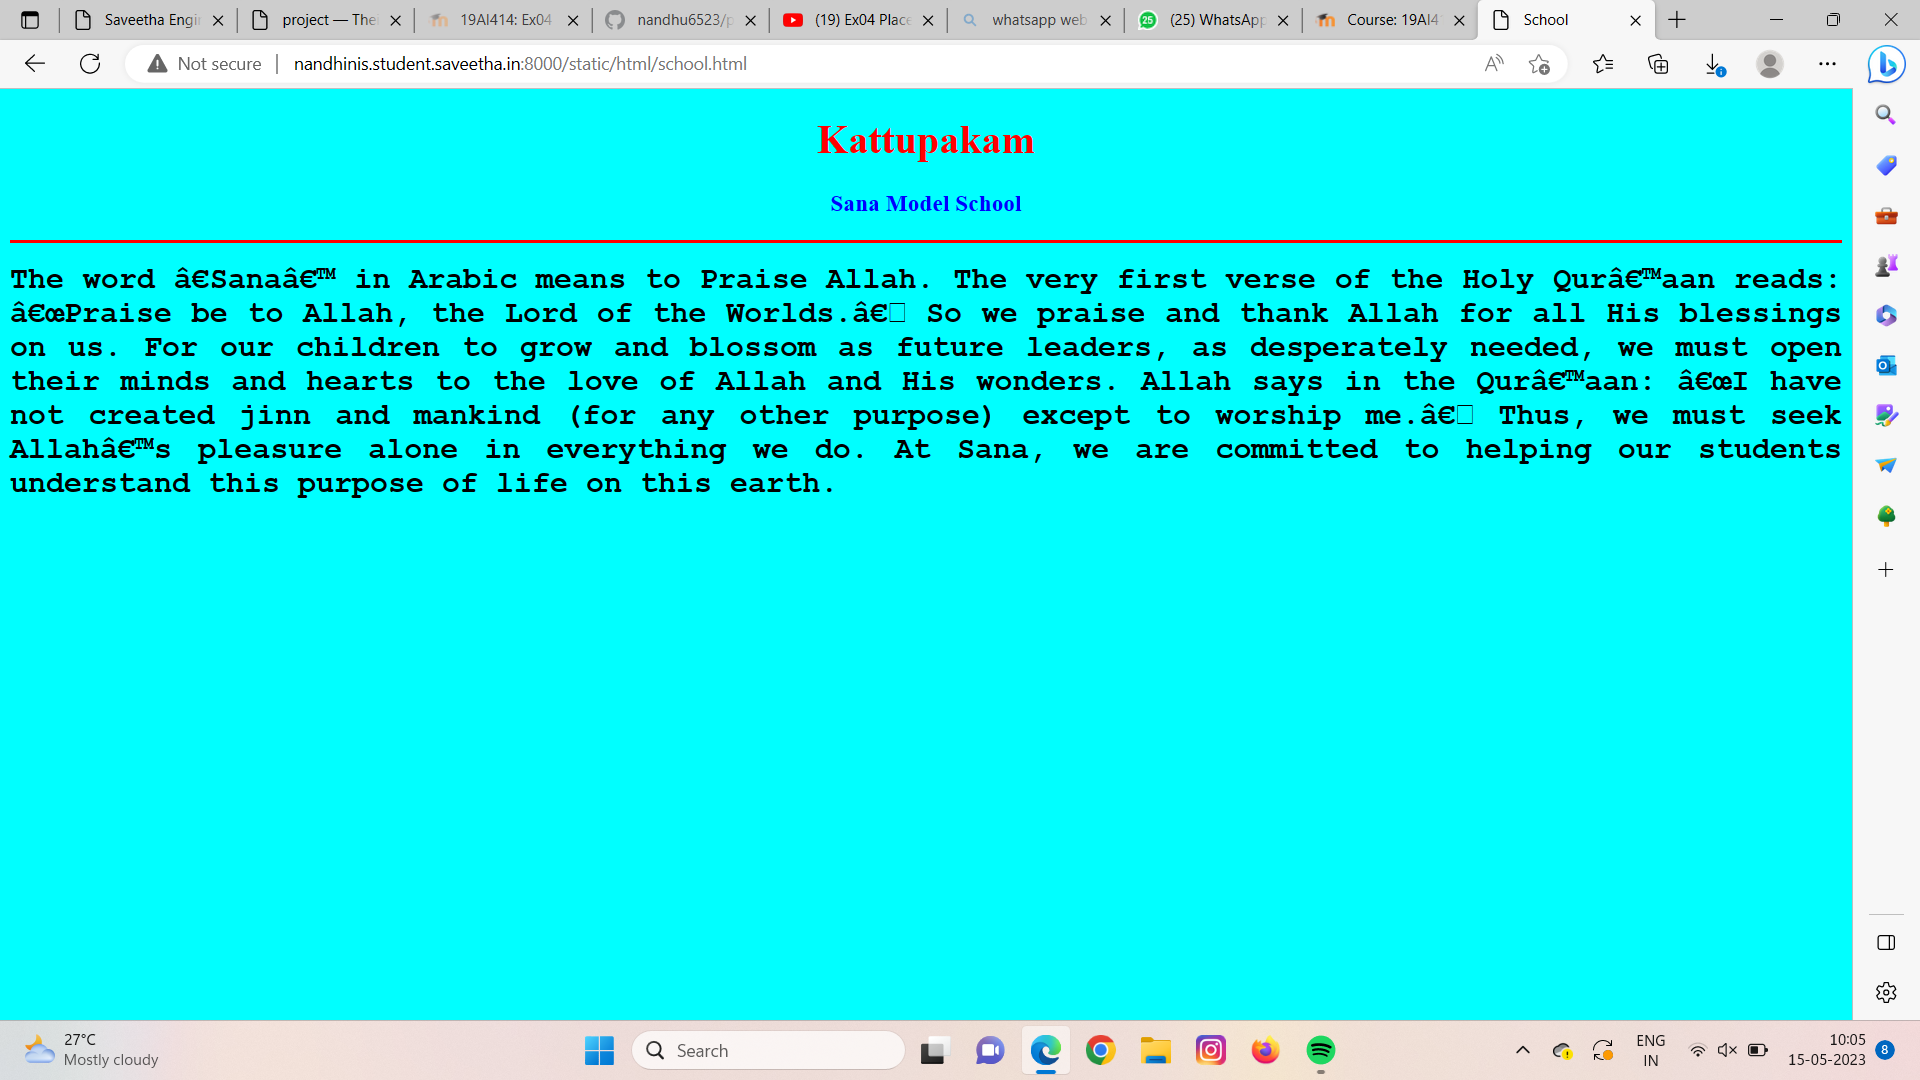 Saveetha Engi
project — The
19AI414: Ex04
nandhu6523/p
(19) Ex04 Place
whatsapp web
25
(25) WhatsApp
Course: 19AI4
School
Not secure
nandhinis.student.saveetha.in:8000/static/html/school.html
Kattupakam
Sana Model School
The word â€Sanaâ€™ in Arabic means to Praise Allah. The very first verse of the Holy Qurâ€™aan reads:
â€œPraise be to Allah, the Lord of the Worlds.â€□ So we praise and thank Allah for all His blessings
on us. For our children to grow and blossom as future leaders, as desperately needed, we must open
their minds and hearts to the love of Allah and His wonders. Allah says in the Qurâ€™aan: â€œI have
not created jinn and mankind (for any other purpose) except to worship me.â€□ Thus, we must seek
Allahâ€™s pleasure alone in everything we do. At Sana, we are committed to helping our students
understand this purpose of life on this earth.
27°C
Mostly cloudy
Search
ENG
IN
10:05
15-05-2023
8